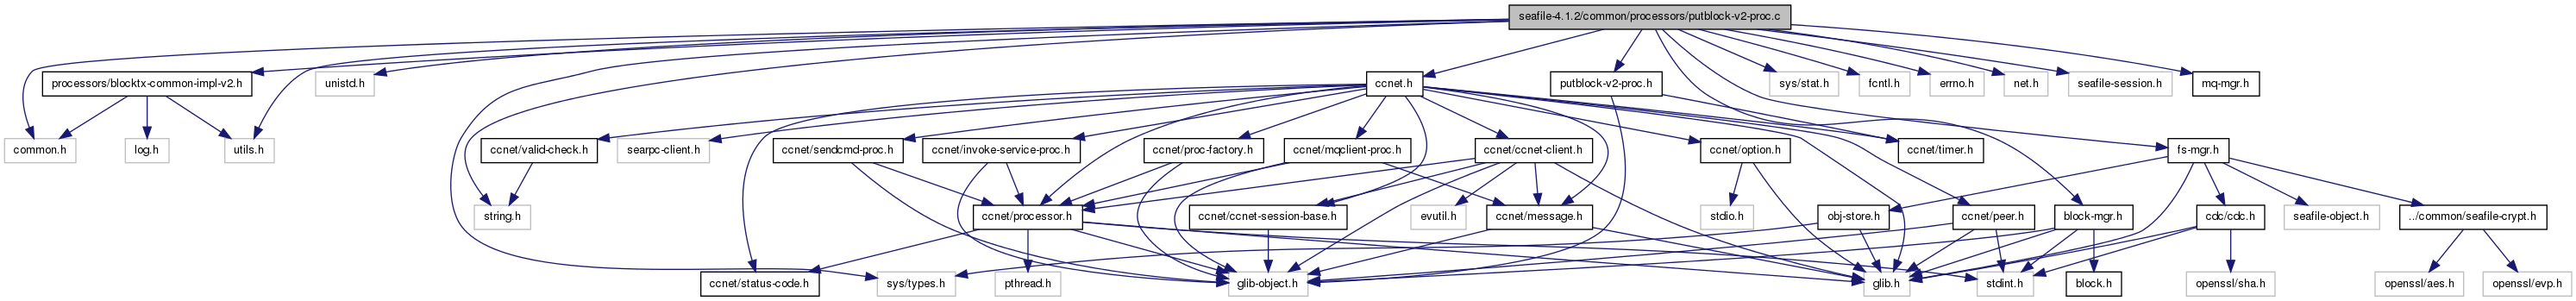 seafile-4.1.2/common/processors/putblock-v2-proc.c
processors/blocktx-common-impl-v2.h
unistd.h
ccnet.h
putblock-v2-proc.h
sys/stat.h
fcntl.h
errno.h
net.h
seafile-session.h
mq-mgr.h
common.h
log.h
utils.h
ccnet/valid-check.h
searpc-client.h
ccnet/sendcmd-proc.h
ccnet/invoke-service-proc.h
ccnet/proc-factory.h
ccnet/mqclient-proc.h
ccnet/ccnet-client.h
ccnet/option.h
ccnet/timer.h
fs-mgr.h
string.h
ccnet/processor.h
ccnet/ccnet-session-base.h
evutil.h
ccnet/message.h
stdio.h
obj-store.h
ccnet/peer.h
block-mgr.h
cdc/cdc.h
seafile-object.h
../common/seafile-crypt.h
ccnet/status-code.h
sys/types.h
pthread.h
glib-object.h
glib.h
stdint.h
block.h
openssl/sha.h
openssl/aes.h
openssl/evp.h